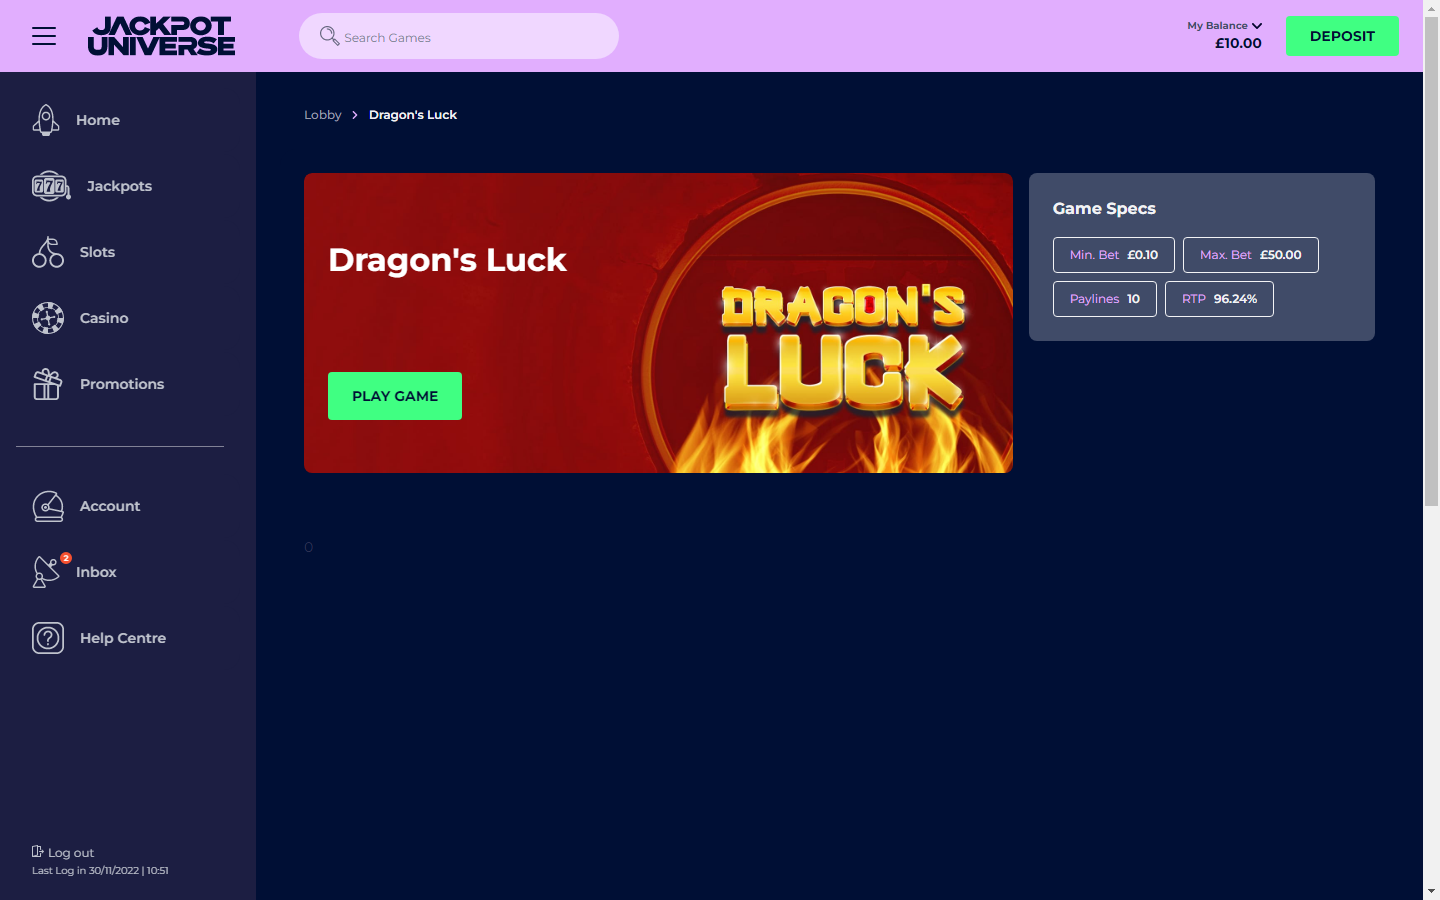 JACKPOT
UNIVERSE
Search Games
My Balance
£10.00
DEPOSIT
Home
Jackpots
Slots
Casino
Promotions
Account
2
Inbox
Help Centre
Log out
Last Log in 30/11/2022 | 10:51
Lobby > Dragon's Luck
Dragon's Luck
PLAY GAME
DRAGON'S
LUCK
Game Specs
Min. Bet £0.10
Max. Bet £50.00
Paylines 10
RTP 96.24%
0
777